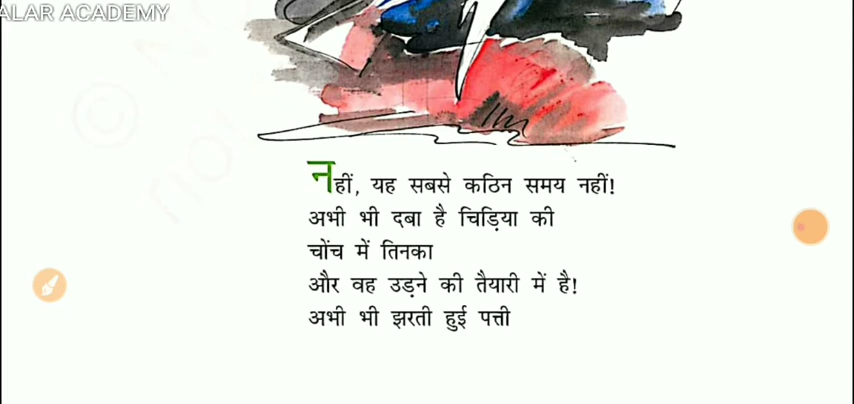 ALAR ACADEMY
नहीं, यह सबसे कठिन समय नहीं!
अभी भी दबा है चिड़िया की
चोंच में तिनका
और वह उड़ने की तैयारी में है!
अभी भी झरती हुई पत्ती